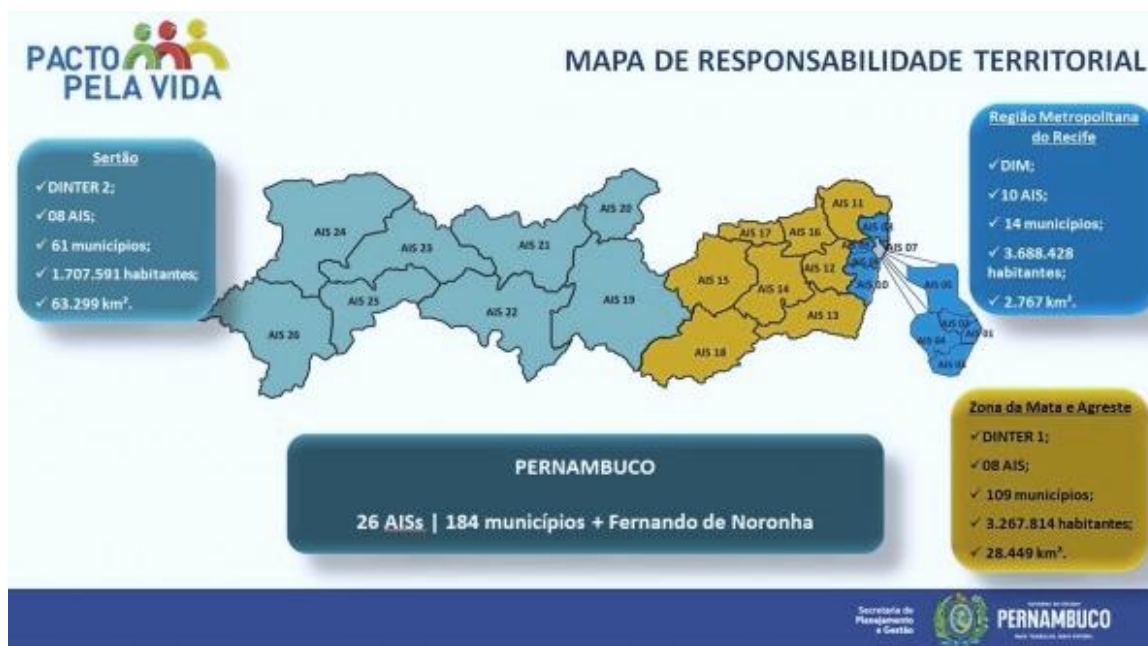 PACTO
PELA VIDA
MAPA DE RESPONSABILIDADE TERRITORIAL
Sertão
✓ DINTER 2;
✓ 08 AIS;
✓ 61 municípios;
✓ 1.707.591 habitantes;
✓ 63.299 km².
Região Metropolitana
do Recife
✓ DIM;
✓ 10 AIS;
✓ 14 municípios;
✓ 3.688.428
habitantes;
✓ 2.767 km².
AIS 24
AIS 23
AIS 21
AIS 20
AIS 26
AIS 25
AIS 22
AIS 19
AIS 17
AIS 16
AIS 11
AIS 07
AIS 15
AIS 14
AIS 12
AIS 13
AIS 18
AIS 10
AIS 01
AIS 04
Zona da Mata e Agreste
✓ DINTER 1;
✓ 08 AIS;
✓ 109 municípios;
✓ 3.267.814 habitantes;
✓ 28.449 km².
PERNAMBUCO
26 AISs | 184 municípios + Fernando de Noronha
Secretaria de
Planejamento
e Gestão
PERNAMBUCO